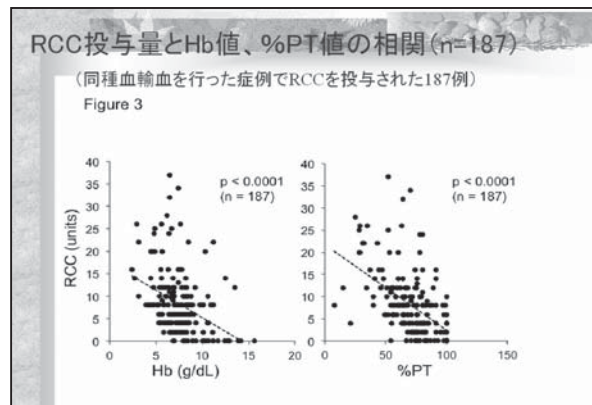 RCC投与量とHb値、%PT値の相関(n=187)
(同種血輸血を行った症例でRCCを投与された187例)
Figure 3
RCC (units)
40
35
30
25
20
15
10
5
0
p < 0.0001
(n = 187)
0 5 10 15 20
Hb (g/dL)
40
35
30
25
20
15
10
5
0
p < 0.0001
(n = 187)
0 50 100 150
%PT